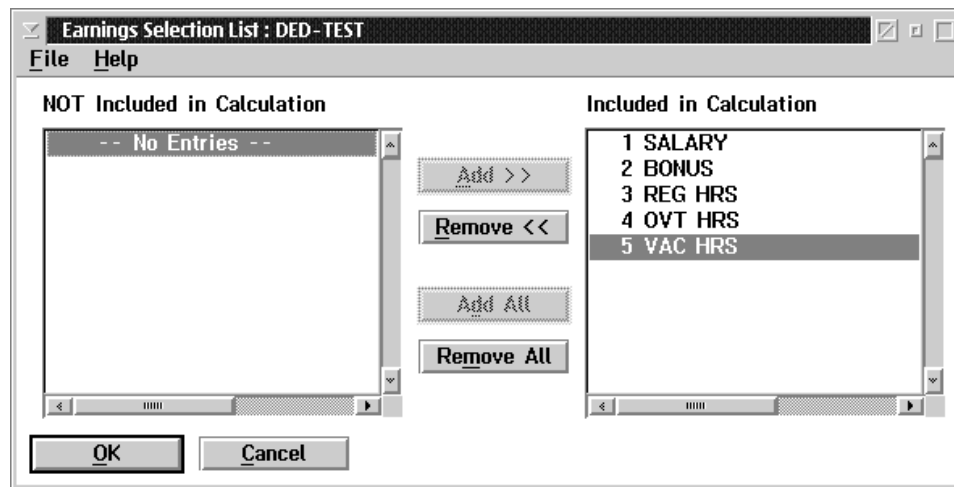 Earnings Selection List : DED-TEST
File Help
NOT Included in Calculation
-- No Entries --
Add >>
Remove <<
Add All
Remove All
Included in Calculation
1 SALARY
2 BONUS
3 REG HRS
4 OVT HRS
5 VAC HRS
OK
Cancel